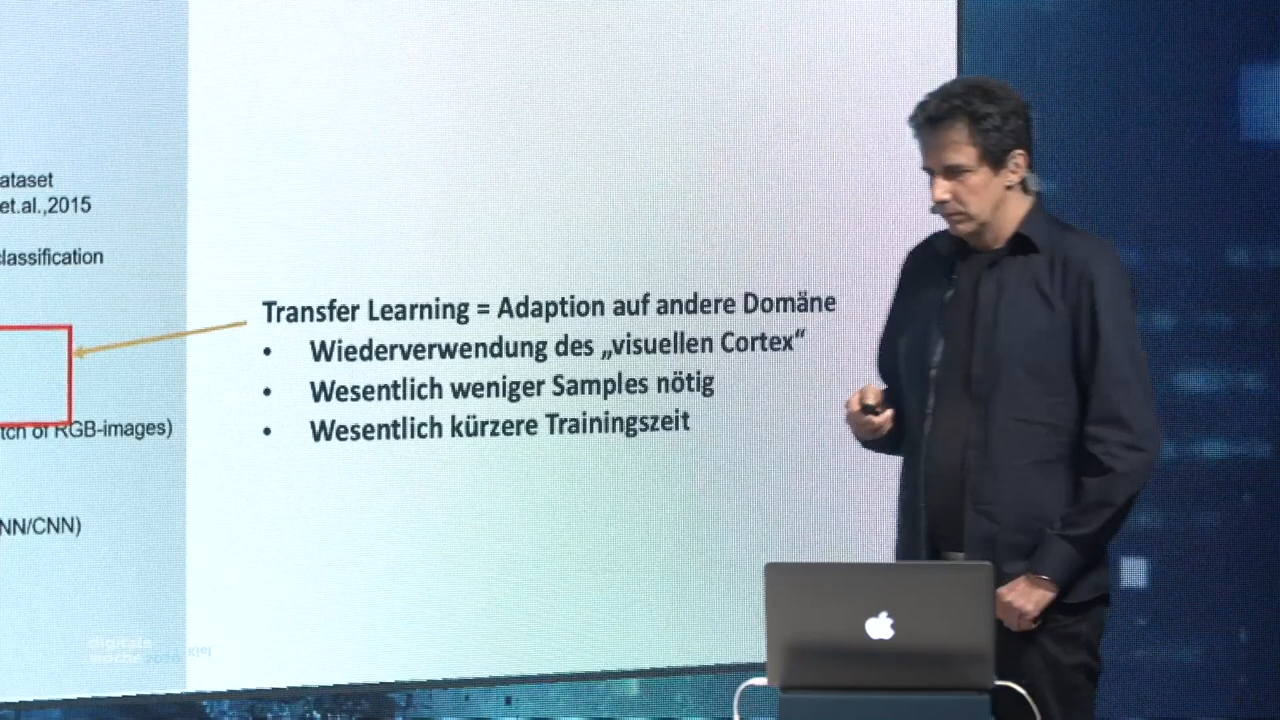 ataset
et.al.,2015
lassification
Transfer Learning = Adaption auf andere Domäne
• Wiederverwendung des „visuellen Cortex“
• Wesentlich weniger Samples nötig
• Wesentlich kürzere Trainingszeit
tch of RGB-images)
NN/CNN)